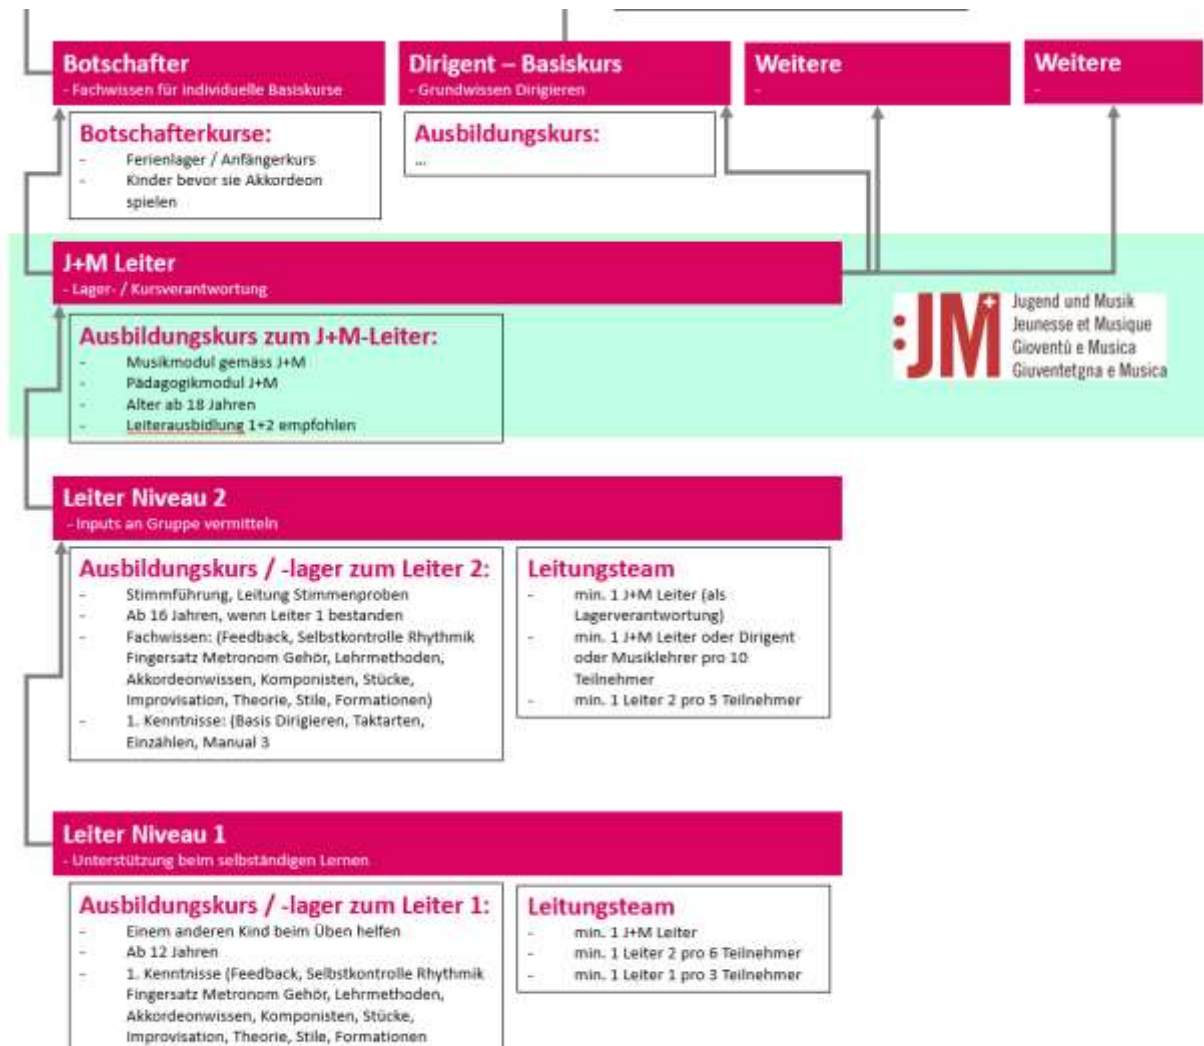 Botschafter
- Fachwissen für individuelle Basiskurse
Dirigent – Basiskurs
- Grundwissen Dirigieren
Weitere
-
Weitere
-
Botschafterkurse:
- Ferienlager / Anfängerkurs
- Kinder bevor sie Akkordeon
spielen
Ausbildungskurs:
...
J+M Leiter
- Lager- / Kursverantwortung
Ausbildungskurs zum J+M-Leiter:
- Musikmodul gemäss J+M
- Pädagogikmodul J+M
- Alter ab 18 Jahren
- Leiterausbidlung 1+2 empfohlen
:JM
Jugend und Musik
Jeunesse et Musique
Gioventù e Musica
Giuventetgna e Musica
Leiter Niveau 2
- Inputs an Gruppe vermitteln
Ausbildungskurs / -lager zum Leiter 2:
- Stimmführung, Leitung Stimmenproben
- Ab 16 Jahren, wenn Leiter 1 bestanden
- Fachwissen: (Feedback, Selbstkontrolle Rhythmik
Fingersatz Metronom Gehör, Lehrmethoden,
Akkordeonwissen, Komponisten, Stücke,
Improvisation, Theorie, Stile, Formationen)
- 1. Kenntnisse: (Basis Dirigieren, Taktarten,
Einzählen, Manual 3
Leitungsteam
- min. 1 J+M Leiter (als
Lagerverantwortung)
- min. 1 J+M Leiter oder Dirigent
oder Musiklehrer pro 10
Teilnehmer
- min. 1 Leiter 2 pro 5 Teilnehmer
Leiter Niveau 1
- Unterstützung beim selbständigen Lernen
Ausbildungskurs / -lager zum Leiter 1:
- Einem anderen Kind beim Üben helfen
- Ab 12 Jahren
- 1. Kenntnisse (Feedback, Selbstkontrolle Rhythmik
Fingersatz Metronom Gehör, Lehrmethoden,
Akkordeonwissen, Komponisten, Stücke,
Improvisation, Theorie, Stile, Formationen
Leitungsteam
- min. 1 J+M Leiter
- min. 1 Leiter 2 pro 6 Teilnehmer
- min. 1 Leiter 1 pro 3 Teilnehmer